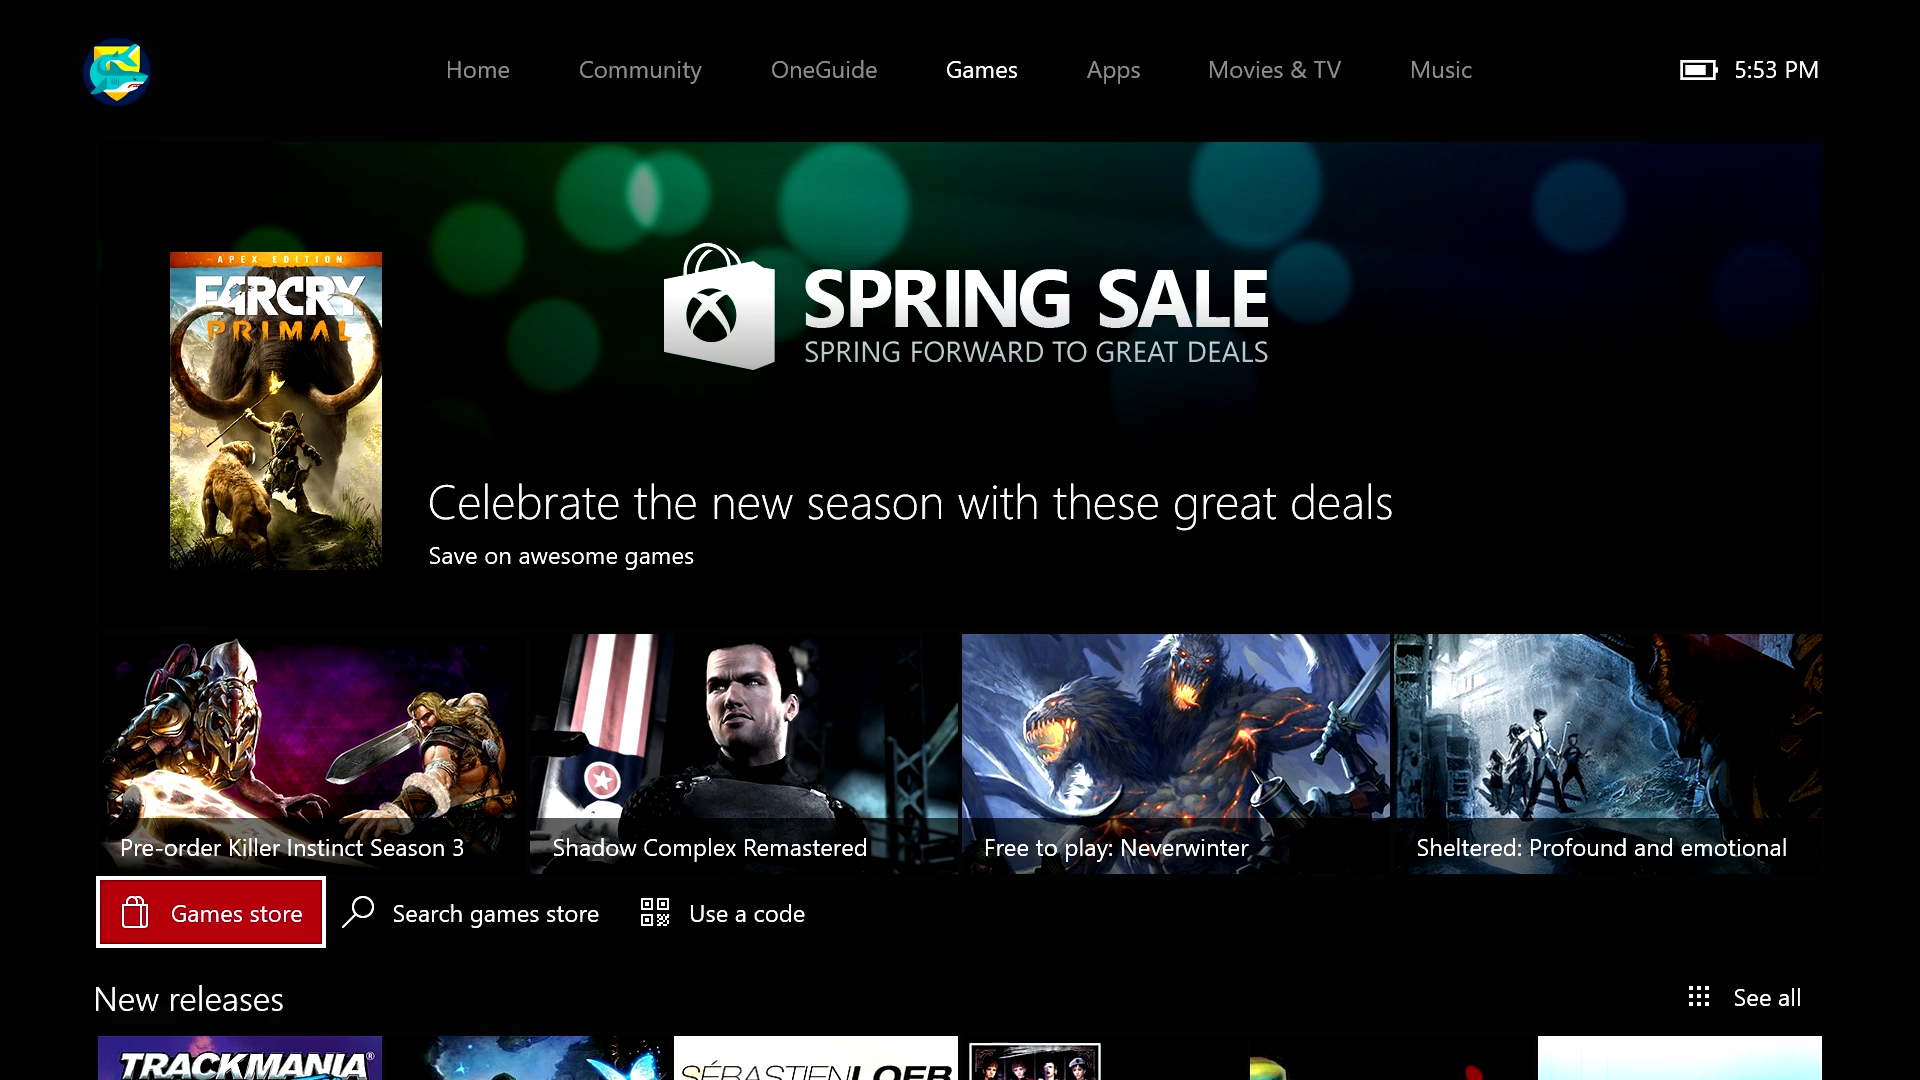 Home Community OneGuide Games Apps Movies & TV Music 5:53 PM
APEX EDITION
FARCRY
PRIMAL
SPRING SALE
SPRING FORWARD TO GREAT DEALS
Celebrate the new season with these great deals
Save on awesome games
Pre-order Killer Instinct Season 3
Shadow Complex Remastered
Free to play: Neverwinter
Sheltered: Profound and emotional
Games store
Search games store
Use a code
New releases
See all
TRACKMANIA®
SÉBASTIEN LOEB